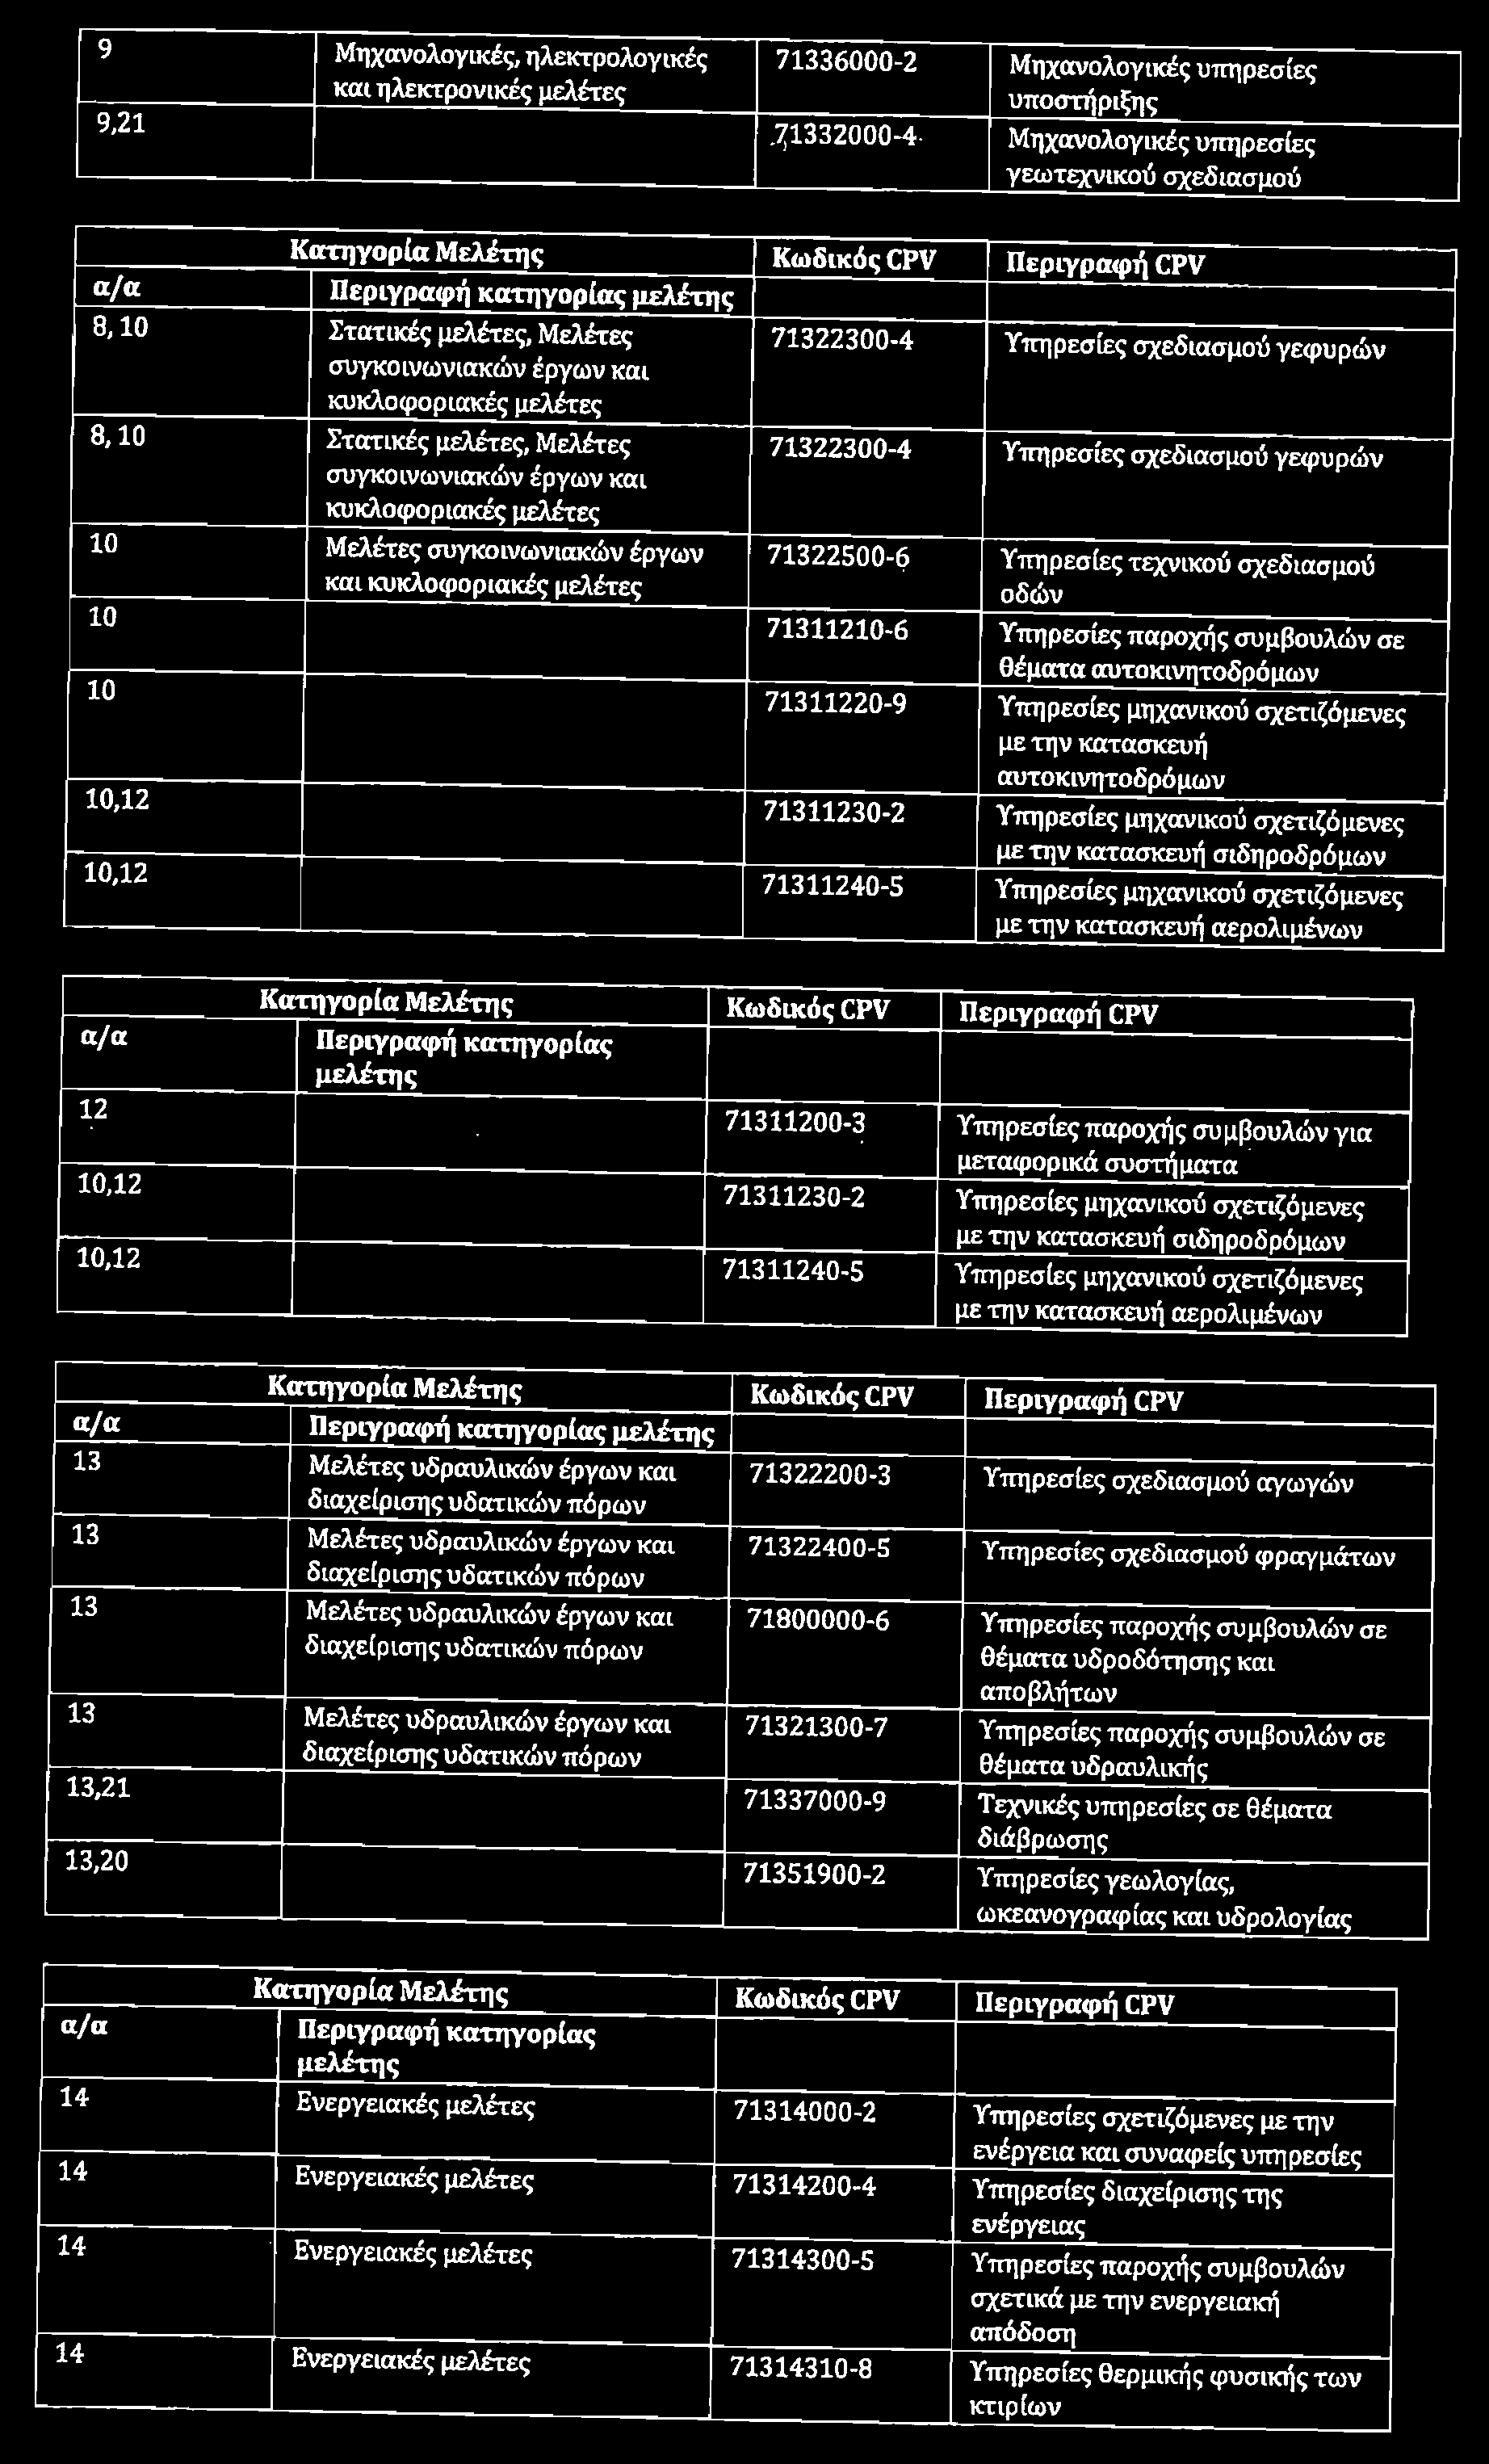 9 Μηχανολογικές, ηλεκτρολογικές 71336000-2 Μηχανολογικές υπηρεσίες
και ηλεκτρονικές μελέτες υποστήριξης
9,21 71332000-4 Μηχανολογικές υπηρεσίες
γεωτεχνικού σχεδιασμού
Κατηγορία Μελέτης Κωδικός CPV Περιγραφή CPV
α/α Περιγραφή κατηγορίας μελέτης
8, 10 Στατικές μελέτες, Μελέτες 71322300-4 Υπηρεσίες σχεδιασμού γεφυρών
συγκοινωνιακών έργων και
κυκλοφοριακές μελέτες
8, 10 Στατικές μελέτες, Μελέτες 71322300-4 Υπηρεσίες σχεδιασμού γεφυρών
συγκοινωνιακών έργων και
κυκλοφοριακές μελέτες
10 Μελέτες συγκοινωνιακών έργων 71322500-6 Υπηρεσίες τεχνικού σχεδιασμού
και κυκλοφοριακές μελέτες οδών
10 71311210-6 Υπηρεσίες παροχής συμβουλών σε
θέματα αυτοκινητοδρόμων
10 71311220-9 Υπηρεσίες μηχανικού σχετιζόμενες
με την κατασκευή
αυτοκινητοδρόμων
10,12 71311230-2 Υπηρεσίες μηχανικού σχετιζόμενες
με την κατασκευή σιδηροδρόμων
10,12 71311240-5 Υπηρεσίες μηχανικού σχετιζόμενες
με την κατασκευή αερολιμένων
Κατηγορία Μελέτης Κωδικός CPV Περιγραφή CPV
α/α Περιγραφή κατηγορίας
μελέτης
12 71311200-3 Υπηρεσίες παροχής συμβουλών για
μεταφορικά συστήματα
10,12 71311230-2 Υπηρεσίες μηχανικού σχετιζόμενες
με την κατασκευή σιδηροδρόμων
10,12 71311240-5 Υπηρεσίες μηχανικού σχετιζόμενες
με την κατασκευή αερολιμένων
Κατηγορία Μελέτης Κωδικός CPV Περιγραφή CPV
α/α Περιγραφή κατηγορίας μελέτης
13 Μελέτες υδραυλικών έργων και 71322200-3 Υπηρεσίες σχεδιασμού αγωγών
διαχείρισης υδατικών πόρων
13 Μελέτες υδραυλικών έργων και 71322400-5 Υπηρεσίες σχεδιασμού φραγμάτων
διαχείρισης υδατικών πόρων
13 Μελέτες υδραυλικών έργων και 71800000-6 Υπηρεσίες παροχής συμβουλών σε
διαχείρισης υδατικών πόρων θέματα υδροδότησης και
αποβλήτων
13 Μελέτες υδραυλικών έργων και 71321300-7 Υπηρεσίες παροχής συμβουλών σε
διαχείρισης υδατικών πόρων θέματα υδραυλικής
13,21 71337000-9 Τεχνικές υπηρεσίες σε θέματα
διάβρωσης
13,20 71351900-2 Υπηρεσίες γεωλογίας,
ωκεανογραφίας και υδρολογίας
Κατηγορία Μελέτης Κωδικός CPV Περιγραφή CPV
α/α Περιγραφή κατηγορίας
μελέτης
14 Ενεργειακές μελέτες 71314000-2 Υπηρεσίες σχετιζόμενες με την
ενέργεια και συναφείς υπηρεσίες
14 Ενεργειακές μελέτες 71314200-4 Υπηρεσίες διαχείρισης της
ενέργειας
14 Ενεργειακές μελέτες 71314300-5 Υπηρεσίες παροχής συμβουλών
σχετικά με την ενεργειακή
απόδοση
14 Ενεργειακές μελέτες 71314310-8 Υπηρεσίες θερμικής φυσικής των
κτιρίων